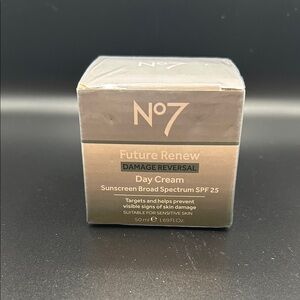 No7
Future Renew
DAMAGE REVERSAL
Day Cream
Sunscreen Broad Spectrum SPF 25
Targets and helps prevent
visible signs of skin damage
SUITABLE FOR SENSITIVE SKIN
50 ml ℮ 1.69 Fl.Oz.